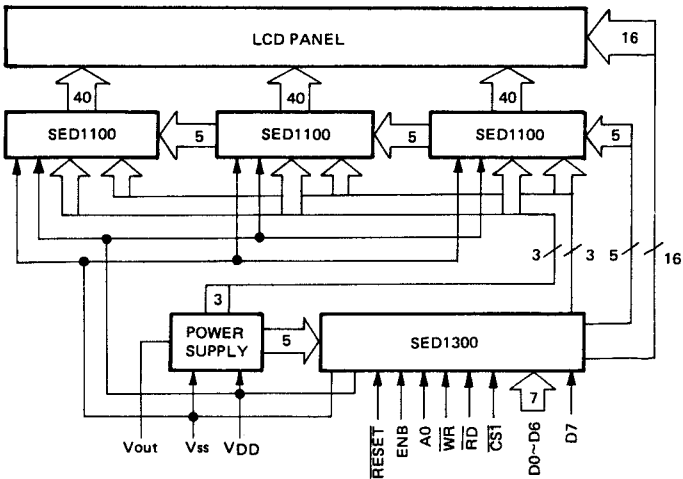 LCD PANEL
16
40
40
40
SED1100
5
SED1100
5
SED1100
5
3
3
5
16
3
POWER
SUPPLY
5
SED1300
7
Vout
Vss
VDD
RESET
ENB
A0
WR
RD
CS1
D0~D6
D7